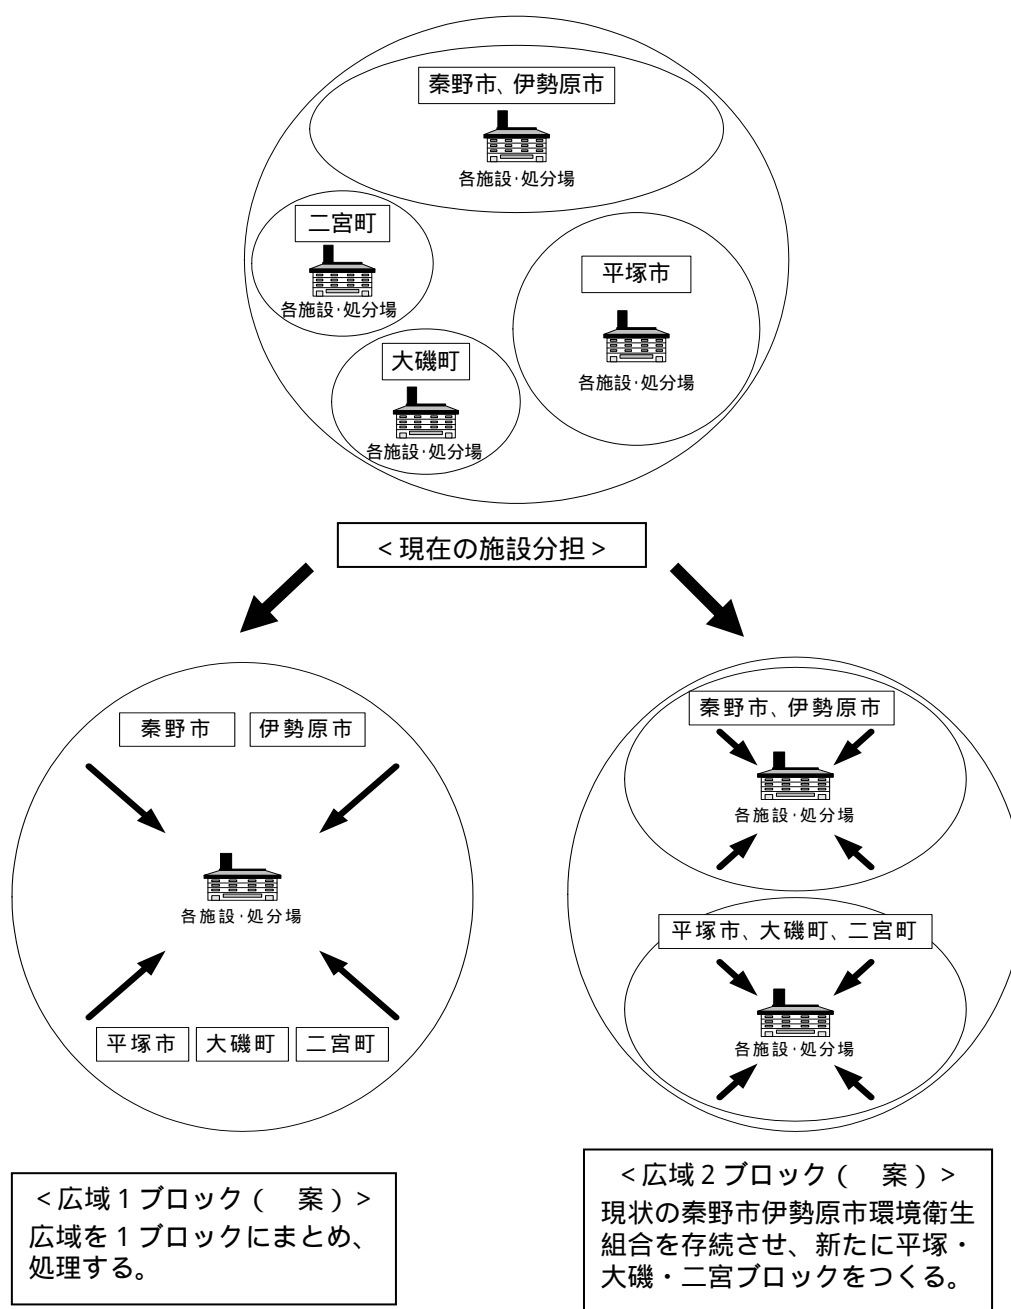 秦野市、伊勢原市
各施設・処分場
二宮町
各施設・処分場
平塚市
各施設・処分場
大磯町
各施設・処分場
＜現在の施設分担＞
秦野市
伊勢原市
各施設・処分場
平塚市
大磯町
二宮町
秦野市、伊勢原市
各施設・処分場
平塚市、大磯町、二宮町
各施設・処分場
＜広域１ブロック（　案）＞
広域を１ブロックにまとめ、
処理する。
＜広域２ブロック（　案）＞
現状の秦野市伊勢原市環境衛生
組合を存続させ、新たに平塚・
大磯・二宮ブロックをつくる。